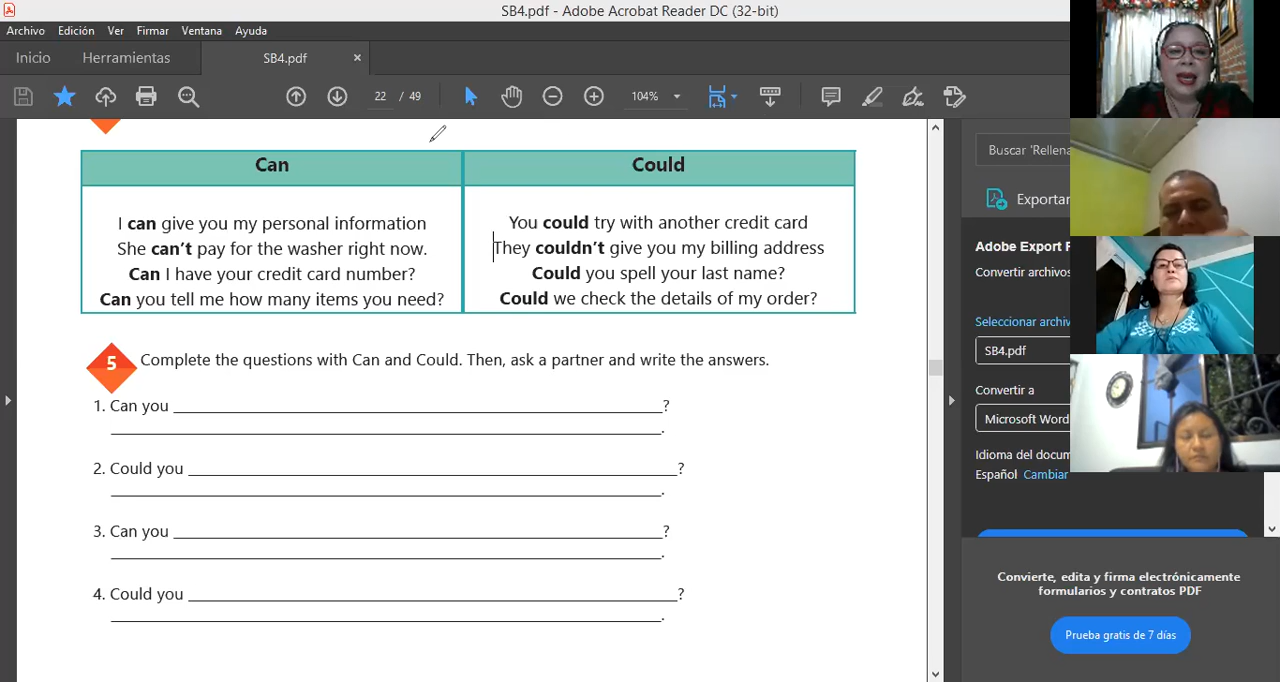 SB4.pdf - Adobe Acrobat Reader DC (32-bit)
Archivo Edición Ver Firmar Ventana Ayuda
Inicio Herramientas SB4.pdf ×
22 / 49 104%
Can Could
I can give you my personal information
She can't pay for the washer right now.
Can I have your credit card number?
Can you tell me how many items you need?
You could try with another credit card
They couldn't give you my billing address
Could you spell your last name?
Could we check the details of my order?
5 Complete the questions with Can and Could. Then, ask a partner and write the answers.
1. Can you ?
.
2. Could you ?
.
3. Can you ?
.
4. Could you ?
.
Buscar 'Rellena
Exportar
Adobe Export
Convertir archivos
Seleccionar archiv
SB4.pdf
Convertir a
Microsoft Word
Idioma del docum
Español Cambiar
Convierte, edita y firma electrónicamente
formularios y contratos PDF
Prueba gratis de 7 días